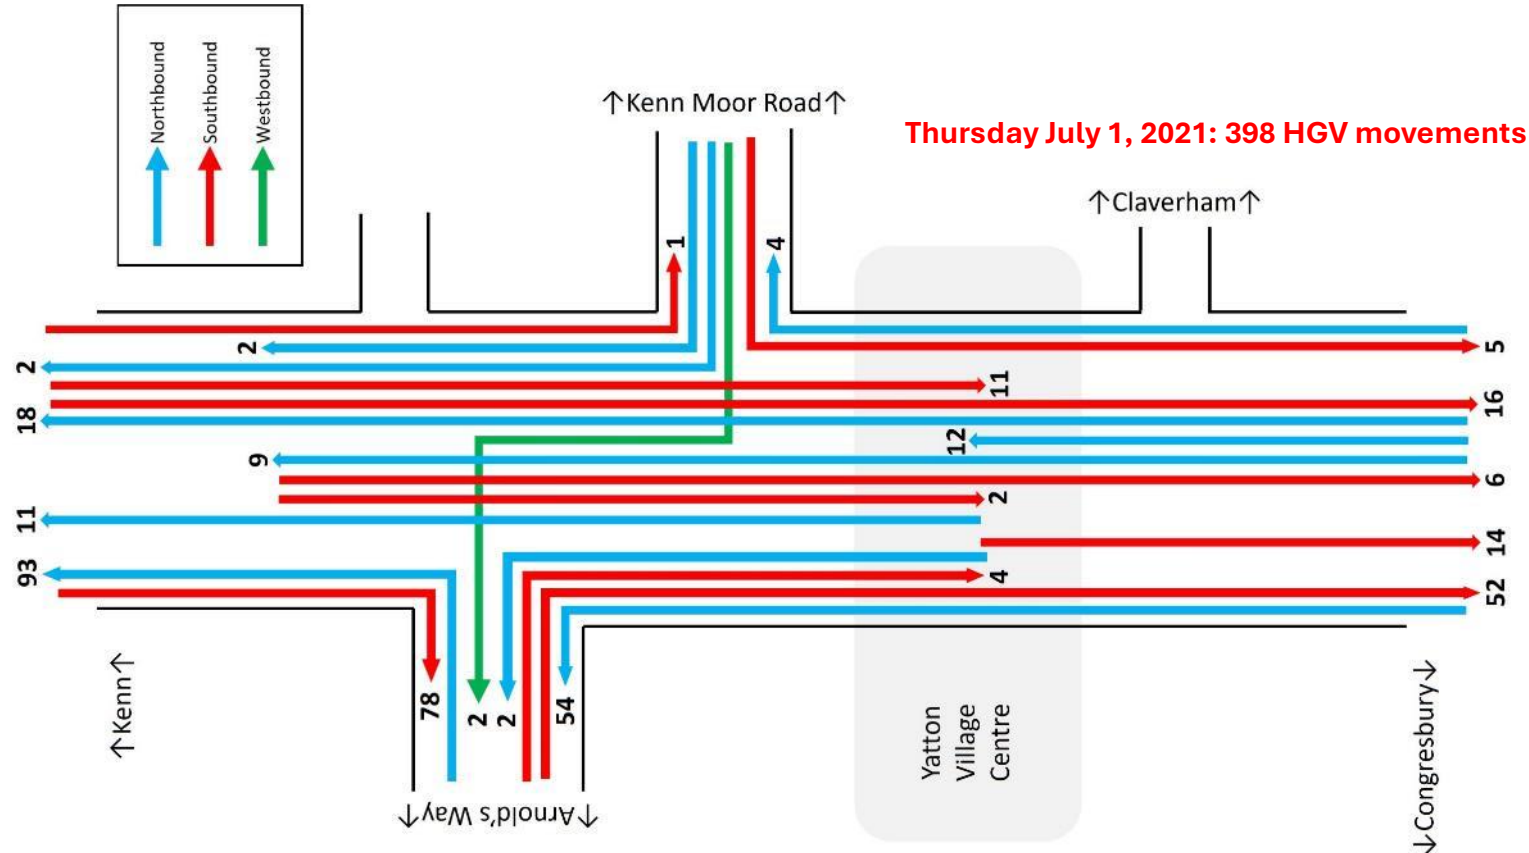 Northbound
Southbound
Westbound
↑Kenn Moor Road↑
Thursday July 1, 2021: 398 HGV movements
↑Claverham↑
1
4
2
2
5
11
16
18
12
9
6
2
11
14
93
4
52
78
2
2
54
↑Kenn↑
↑Arnold's Way↑
Yatton
Village
Centre
↓Congresbury↓